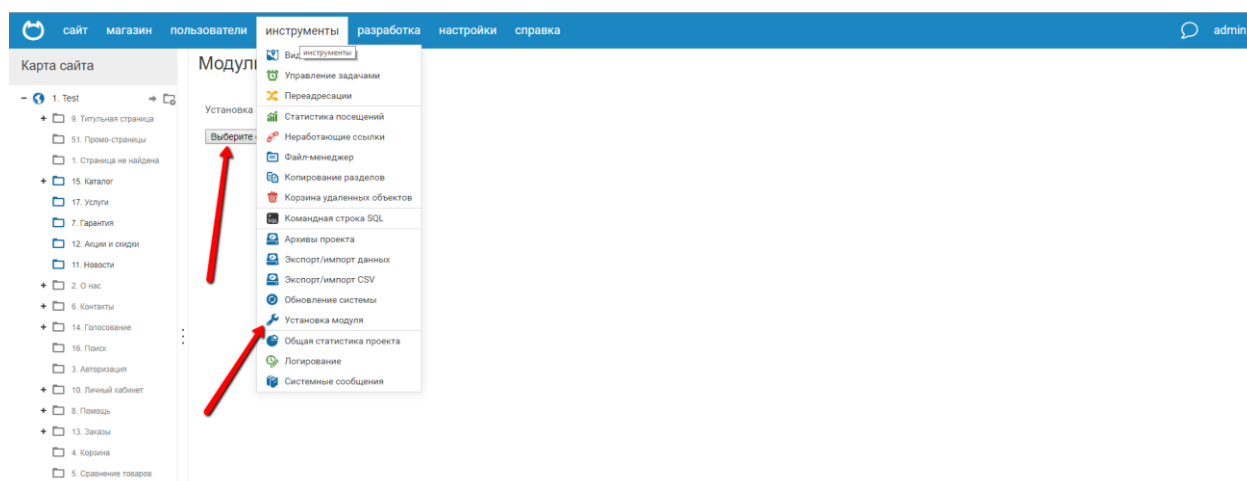 сайт магазин пользователи инструменты разработка настройки справка admin
Карта сайта
1. Test
9. Титульная страница
51. Промо-страницы
1. Страница не найдена
15. Каталог
17. Услуги
7. Гарантия
12. Акции и скидки
11. Новости
2. О нас
6. Контакты
14. Голосование
16. Поиск
3. Авторизация
10. Личный кабинет
8. Помощь
13. Заказы
4. Корзина
5. Сравнение товаров
Модули
Установка
Выберите
инструменты
Управление задачами
Переадресации
Статистика посещений
Неработающие ссылки
Файл-менеджер
Копирование разделов
Корзина удаленных объектов
Командная строка SQL
Архивы проекта
Экспорт/импорт данных
Экспорт/импорт CSV
Обновление системы
Установка модуля
Общая статистика проекта
Логирование
Системные сообщения